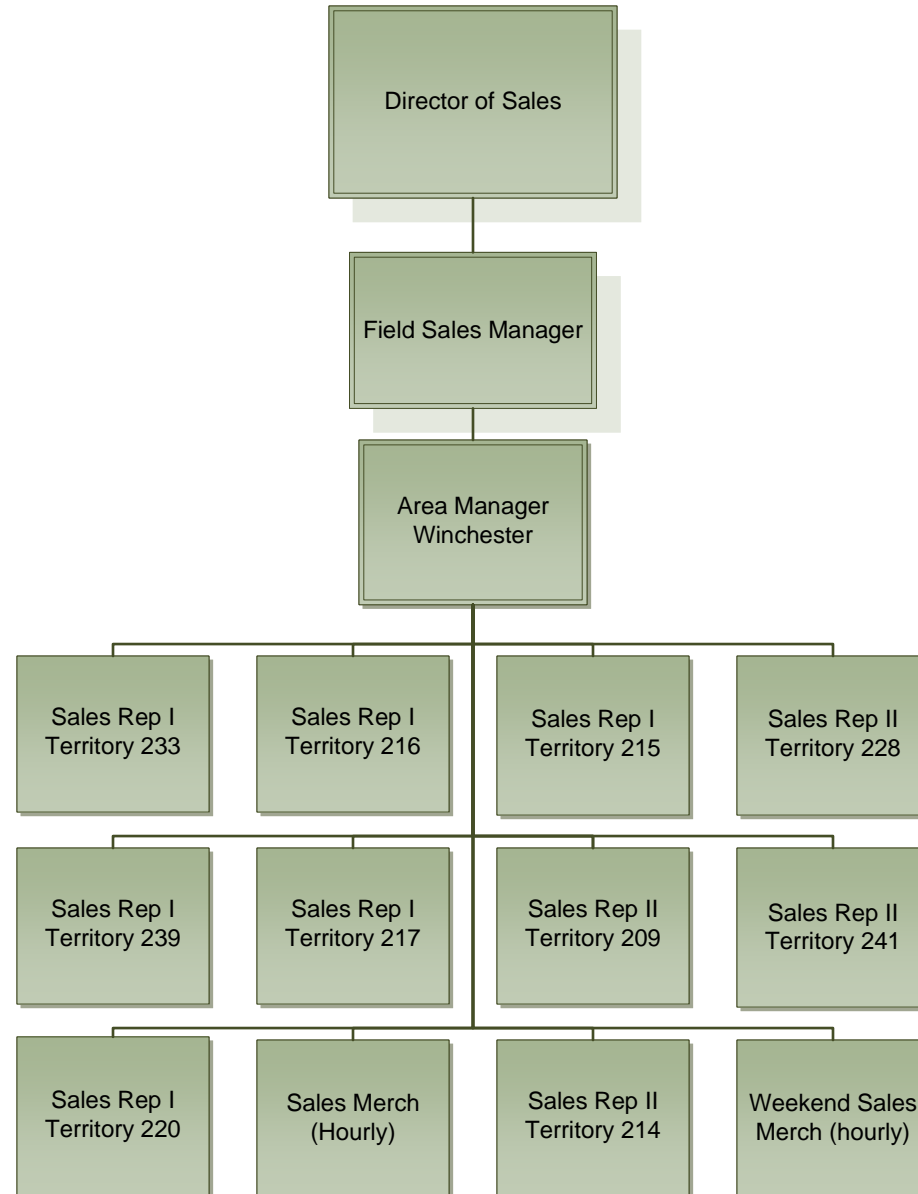 Director of Sales
Field Sales Manager
Area Manager
Winchester
Sales Rep I
Territory 233
Sales Rep I
Territory 216
Sales Rep I
Territory 215
Sales Rep II
Territory 228
Sales Rep I
Territory 239
Sales Rep I
Territory 217
Sales Rep II
Territory 209
Sales Rep II
Territory 241
Sales Rep I
Territory 220
Sales Merch
(Hourly)
Sales Rep II
Territory 214
Weekend Sales
Merch (hourly)